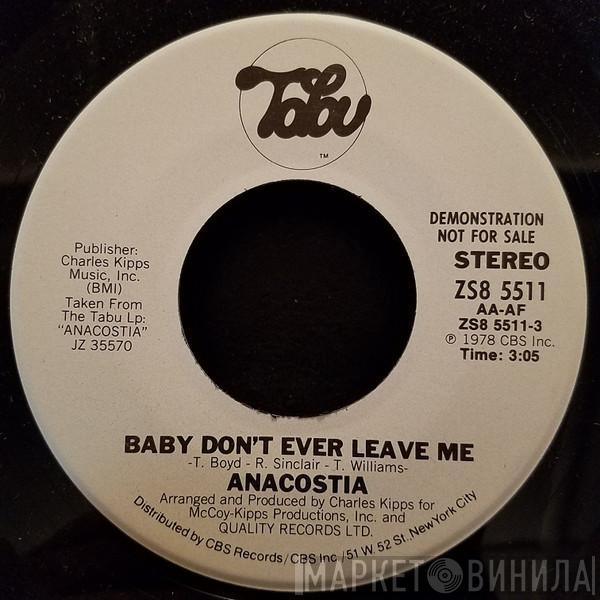 Tabu
TM
Publisher:
Charles Kipps
Music, Inc.
(BMI)
Taken From
The Tabu Lp:
"ANACOSTIA"
JZ 35570
DEMONSTRATION
NOT FOR SALE
STEREO
ZS8 5511
AA-AF
ZS8 5511-3
℗ 1978 CBS Inc.
Time: 3:05
BABY DON'T EVER LEAVE ME
-T. Boyd - R. Sinclair - T. Williams-
ANACOSTIA
Arranged and Produced by Charles Kipps for
McCoy-Kipps Productions, Inc. and
QUALITY RECORDS LTD.
Distributed by CBS Records/CBS Inc/51 W. 52 St., New York City
МАРКЕТ ВИНИЛА